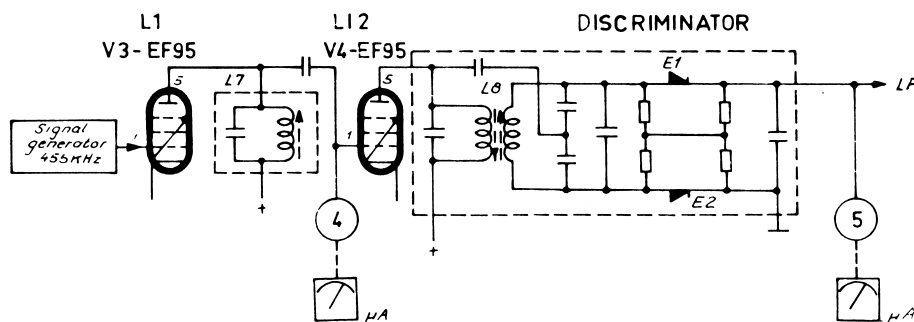 L1 LI2 DISCRIMINATOR
V3-EF95 V4-EF95
5 L7 5 L8 E1
LF
Signal
generator
455KHz
1 1
E2
+ 4 + 5
μA μA